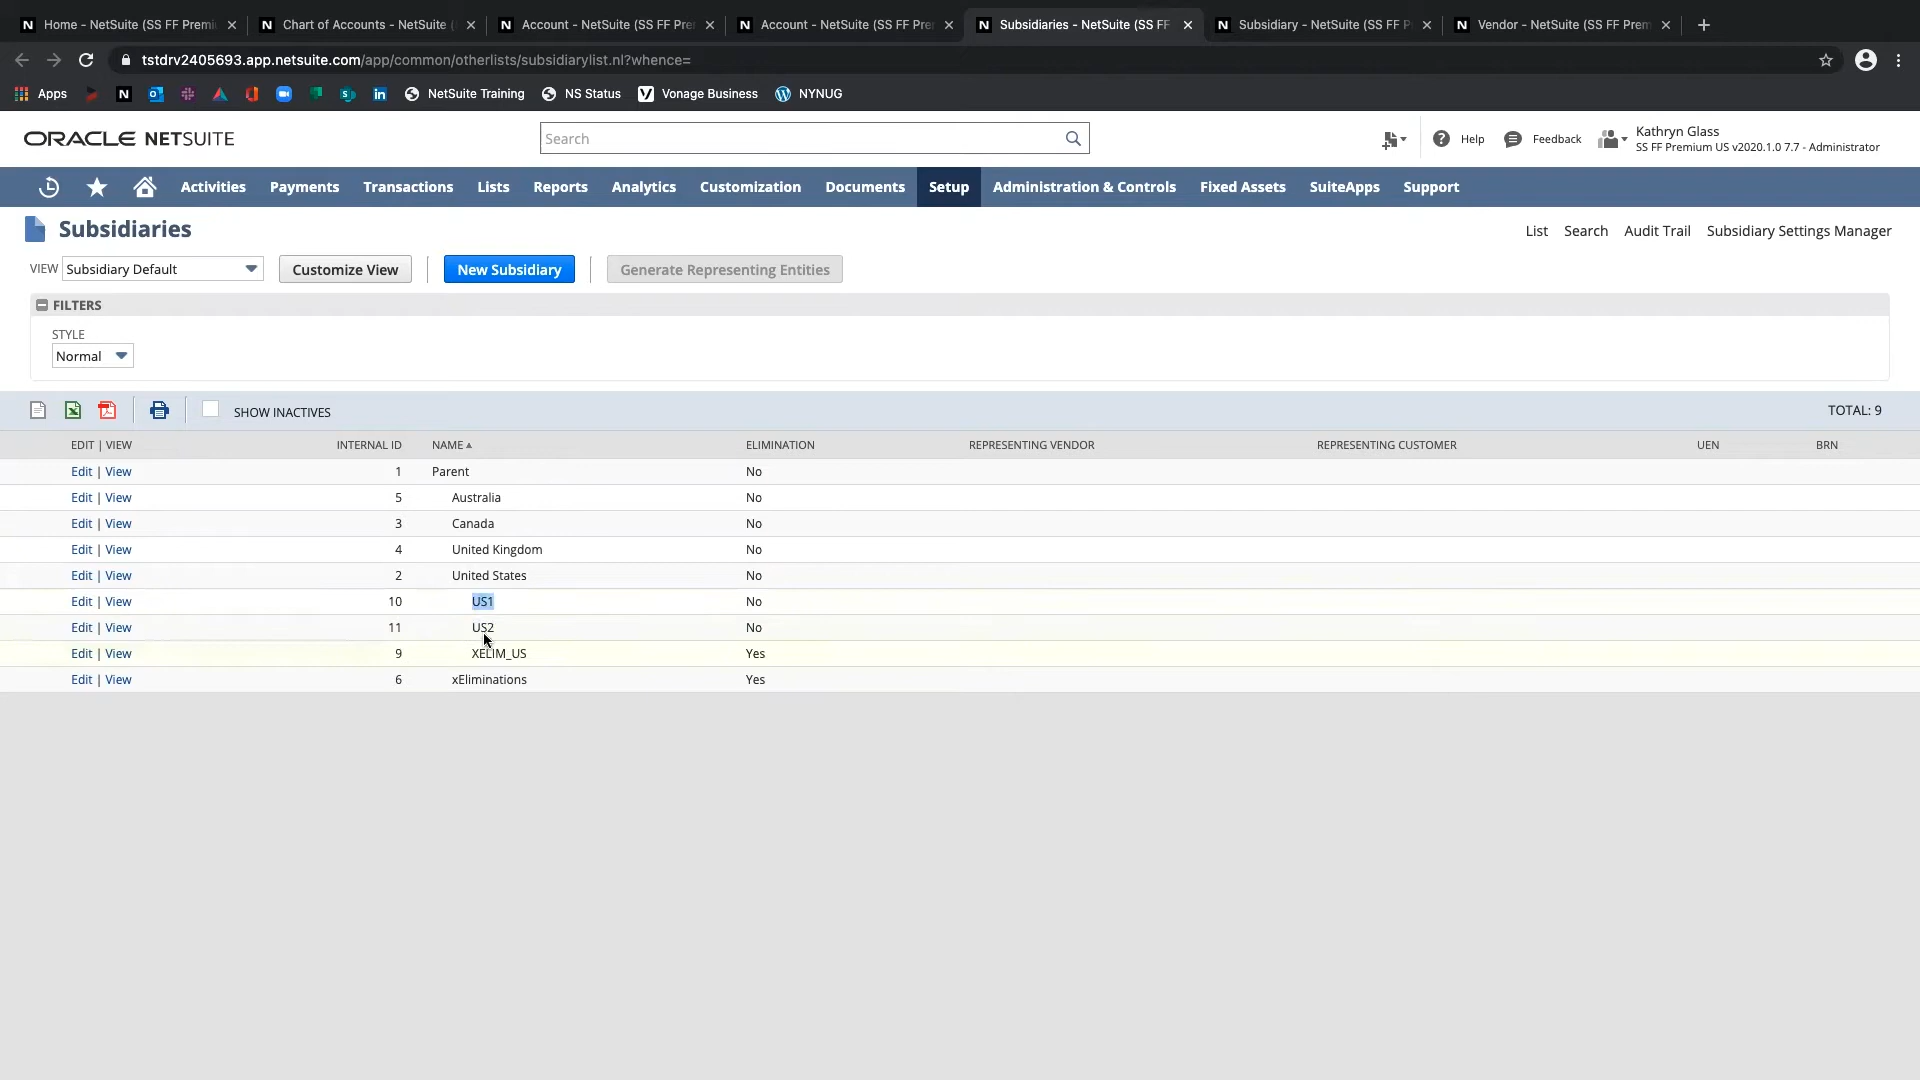 Home - NetSuite (SS FF Premi
Chart of Accounts - NetSuite (
Account - NetSuite (SS FF Pre
Account - NetSuite (SS FF Pre
Subsidiaries - NetSuite (SS FF
Subsidiary - NetSuite (SS FF P
Vendor - NetSuite (SS FF Prem
tstdrv2405693.app.netsuite.com/app/common/otherlists/subsidiarylist.nl?whence=
Apps
NetSuite Training
NS Status
Vonage Business
NYNUG
ORACLE NETSUITE
Search
Help
Feedback
Kathryn Glass
SS FF Premium US v2020.1.0 7.7 - Administrator
Activities Payments Transactions Lists Reports Analytics Customization Documents Setup Administration & Controls Fixed Assets SuiteApps Support
Subsidiaries
List Search Audit Trail Subsidiary Settings Manager
VIEW Subsidiary Default Customize View New Subsidiary Generate Representing Entities
FILTERS
STYLE
Normal
SHOW INACTIVES
TOTAL: 9
EDIT | VIEW INTERNAL ID NAME ELIMINATION REPRESENTING VENDOR REPRESENTING CUSTOMER UEN BRN
Edit | View 1 Parent No
Edit | View 5 Australia No
Edit | View 3 Canada No
Edit | View 4 United Kingdom No
Edit | View 2 United States No
Edit | View 10 US1 No
Edit | View 11 US2 No
Edit | View 9 XELIM_US Yes
Edit | View 6 xEliminations Yes